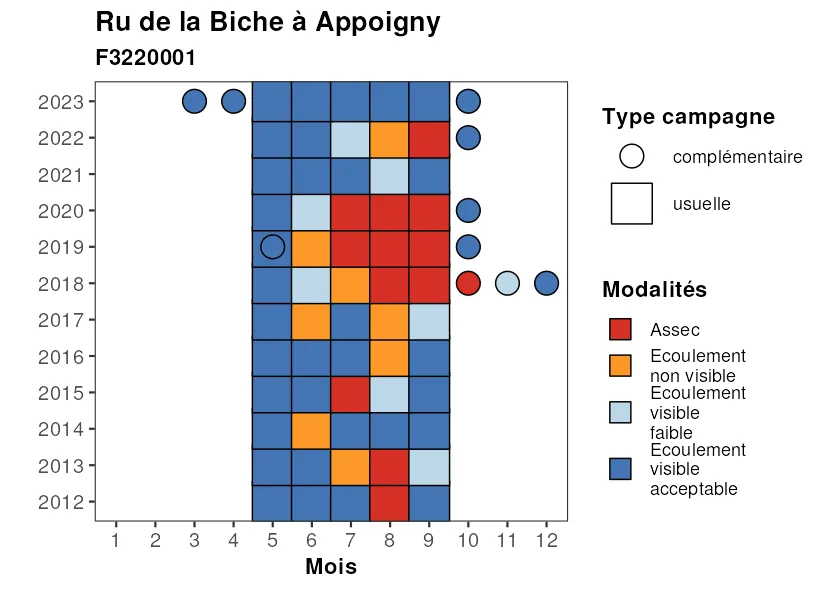 Ru de la Biche à Appoigny
F3220001
2023
2022
2021
2020
2019
2018
2017
2016
2015
2014
2013
2012
1 2 3 4 5 6 7 8 9 10 11 12
Mois
Type campagne
complémentaire
usuelle
Modalités
Assec
Ecoulement
non visible
Ecoulement
visible
faible
Ecoulement
visible
acceptable